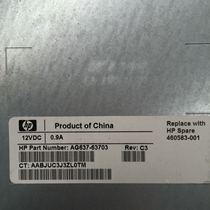 hp
Product of China
12VDC 0.9A
HP Part Number: AG637-63703 Rev: C3
Replace with
HP Spare
460583-001
CT: AABJUC3J3ZL0TM